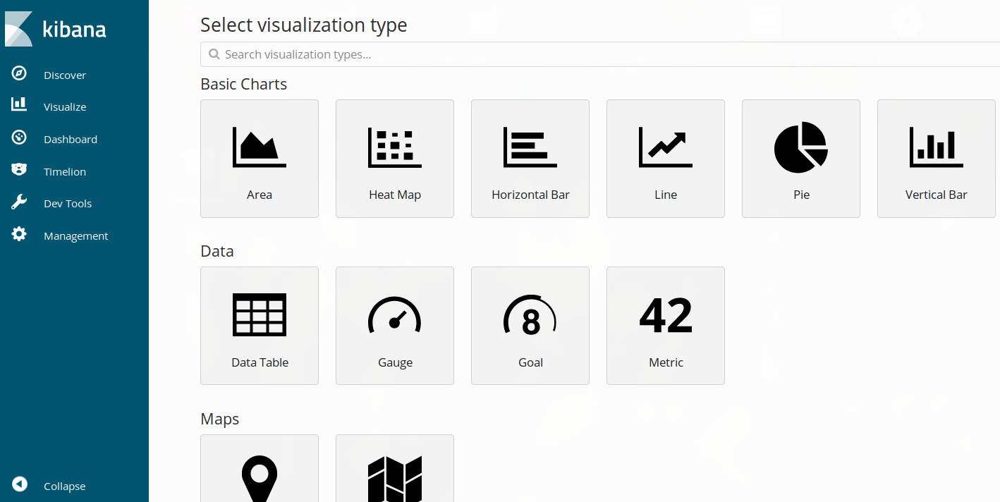 kibana
Discover
Visualize
Dashboard
Timelion
Dev Tools
Management
Collapse
Select visualization type
Search visualization types...
Basic Charts
Area
Heat Map
Horizontal Bar
Line
Pie
Vertical Bar
Data
8
42
Data Table
Gauge
Goal
Metric
Maps